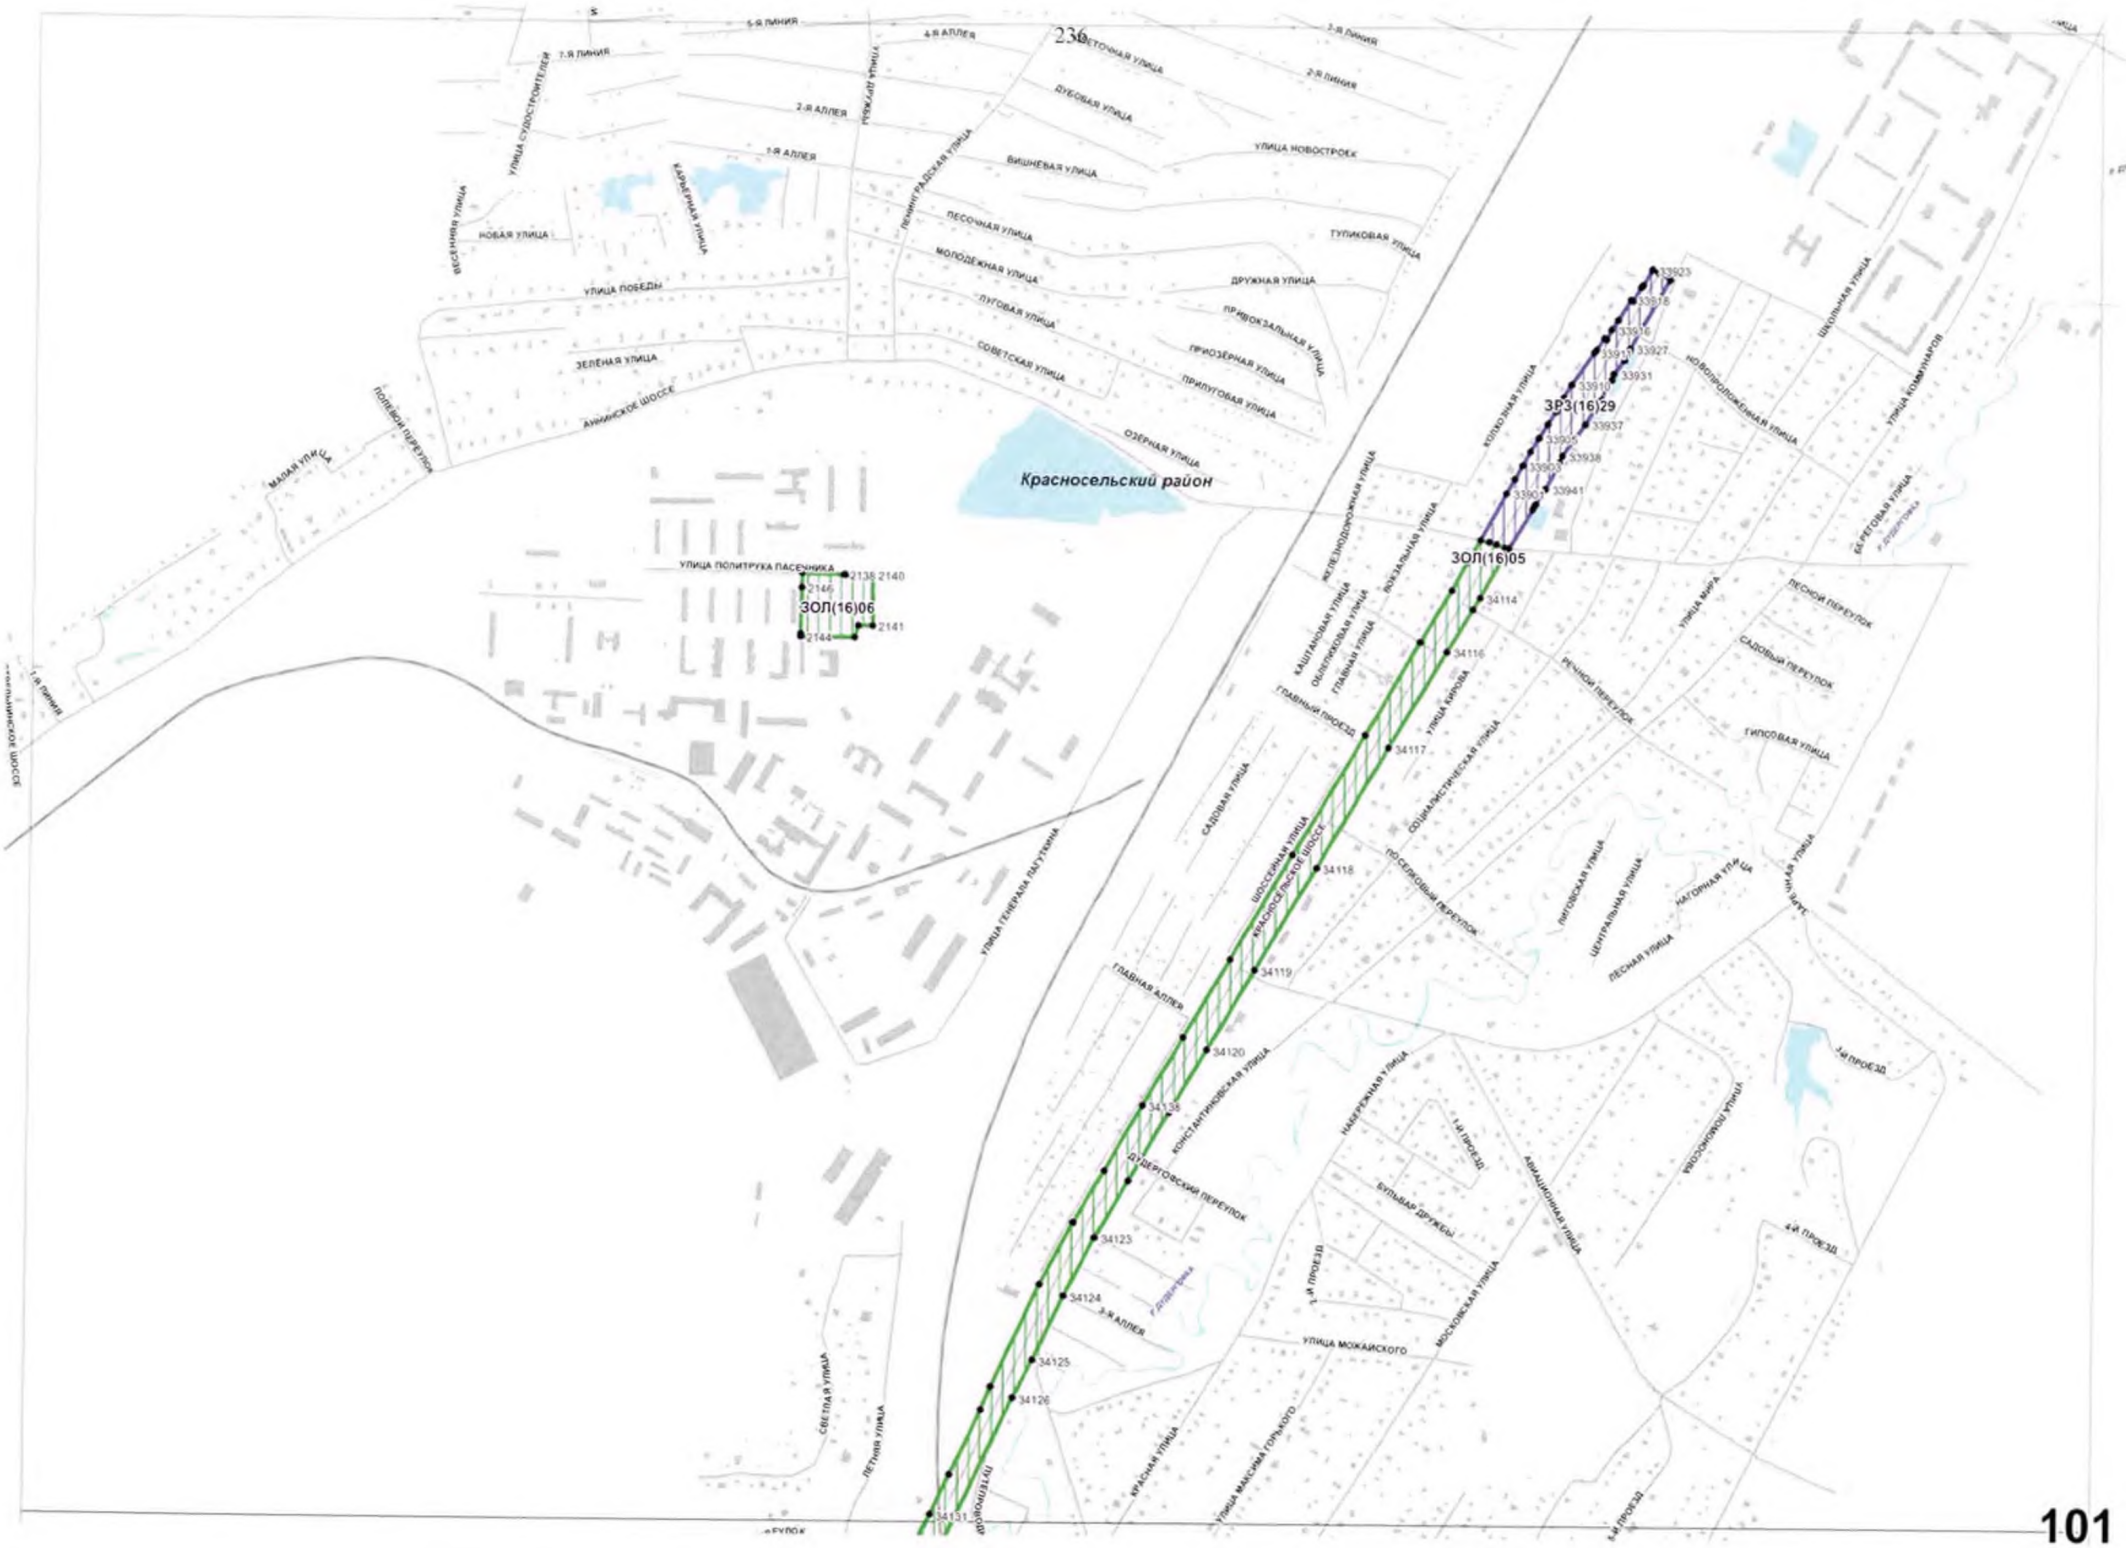 236
5-Я ЛИНИЯ
4-Я АЛЛЕЯ
7-Я ЛИНИЯ
2-Я ЛИНИЯ
УЛИЦА СУДОСТРОИТЕЛЕЙ
УЛИЦА ДРУЖБЫ
ДУБОВАЯ УЛИЦА
2-Я АЛЛЕЯ
1-Я АЛЛЕЯ
ЛЕНИНГРАДСКАЯ УЛИЦА
ВИШНЁВАЯ УЛИЦА
УЛИЦА НОВОСТРОЕК
КАРЬЕРНАЯ УЛИЦА
ВЕСЕННЯЯ УЛИЦА
НОВАЯ УЛИЦА
ПЕСОЧНАЯ УЛИЦА
ТУПИКОВАЯ УЛИЦА
МОЛОДЁЖНАЯ УЛИЦА
ДРУЖНАЯ УЛИЦА
УЛИЦА ПОБЕДЫ
ЛУГОВАЯ УЛИЦА
ПРИВОКЗАЛЬНАЯ УЛИЦА
СОВЕТСКАЯ УЛИЦА
ПРИОЗЁРНАЯ УЛИЦА
ПРИЛУГОВАЯ УЛИЦА
ЗЕЛЁНАЯ УЛИЦА
АННИНСКОЕ ШОССЕ
ПОЛЕВОЙ ПЕРЕУЛОК
МАЛАЯ УЛИЦА
ОЗЁРНАЯ УЛИЦА
Красносельский район
ШКОЛЬНАЯ УЛИЦА
УЛИЦА КОММУНАРОВ
НОВОПРОЛОЖЕННАЯ УЛИЦА
КОЛХОЗНАЯ УЛИЦА
33923
33918
33916
33927
33911
33931
33910
ЗРЗ(16)29
33937
33905
33938
33903
33941
33901
БЕРЕГОВАЯ УЛИЦА
Р.ДУДЕРГОФКА
ЖЕЛЕЗНОДОРОЖНАЯ УЛИЦА
ВОКЗАЛЬНАЯ УЛИЦА
ЗОЛ(16)05
УЛИЦА ПОЛИТРУКА ПАСЕЧНИКА
2138
2140
2146
ЗОЛ(16)06
2141
2144
34114
34116
КАШТАНОВАЯ УЛИЦА
ОБЛЕПИХОВАЯ УЛИЦА
ГЛАВНАЯ УЛИЦА
ГЛАВНЫЙ ПРОЕЗД
УЛИЦА МИРА
ЛЕСНОЙ ПЕРЕУЛОК
САДОВЫЙ ПЕРЕУЛОК
РЕЧНОЙ ПЕРЕУЛОК
УЛИЦА КИРОВА
ГИПСОВАЯ УЛИЦА
1-Я ЛИНИЯ
34117
СОЦИАЛИСТИЧЕСКАЯ УЛИЦА
САДОВАЯ УЛИЦА
ШОССЕЙНАЯ УЛИЦА
КРАСНОСЕЛЬСКОЕ ШОССЕ
34118
ПОСЕЛКОВЫЙ ПЕРЕУЛОК
ЛИГОВСКАЯ УЛИЦА
ЦЕНТРАЛЬНАЯ УЛИЦА
НАГОРНАЯ УЛИЦА
ЛЕСНАЯ УЛИЦА
УЛИЦА ГЕНЕРАЛА ЛАГУТКИНА
34119
ГЛАВНАЯ АЛЛЕЯ
34120
КОНСТАНТИНОВСКАЯ УЛИЦА
НАБЕРЕЖНАЯ УЛИЦА
34138
1-Й ПРОЕЗД
УЛИЦА ЛОМОНОСОВА
ДУДЕРГОФСКИЙ ПЕРЕУЛОК
БУЛЬВАР ДРУЖБЫ
АВИАЦИОННАЯ УЛИЦА
4-Й ПРОЕЗД
34123
34124
3-Я АЛЛЕЯ
МОСКОВСКАЯ УЛИЦА
УЛИЦА МОЖАЙСКОГО
34125
34126
СВЕТЛАЯ УЛИЦА
ЛЕТНЯЯ УЛИЦА
КРАСНАЯ УЛИЦА
УЛИЦА МАКСИМА ГОРЬКОГО
34131
101